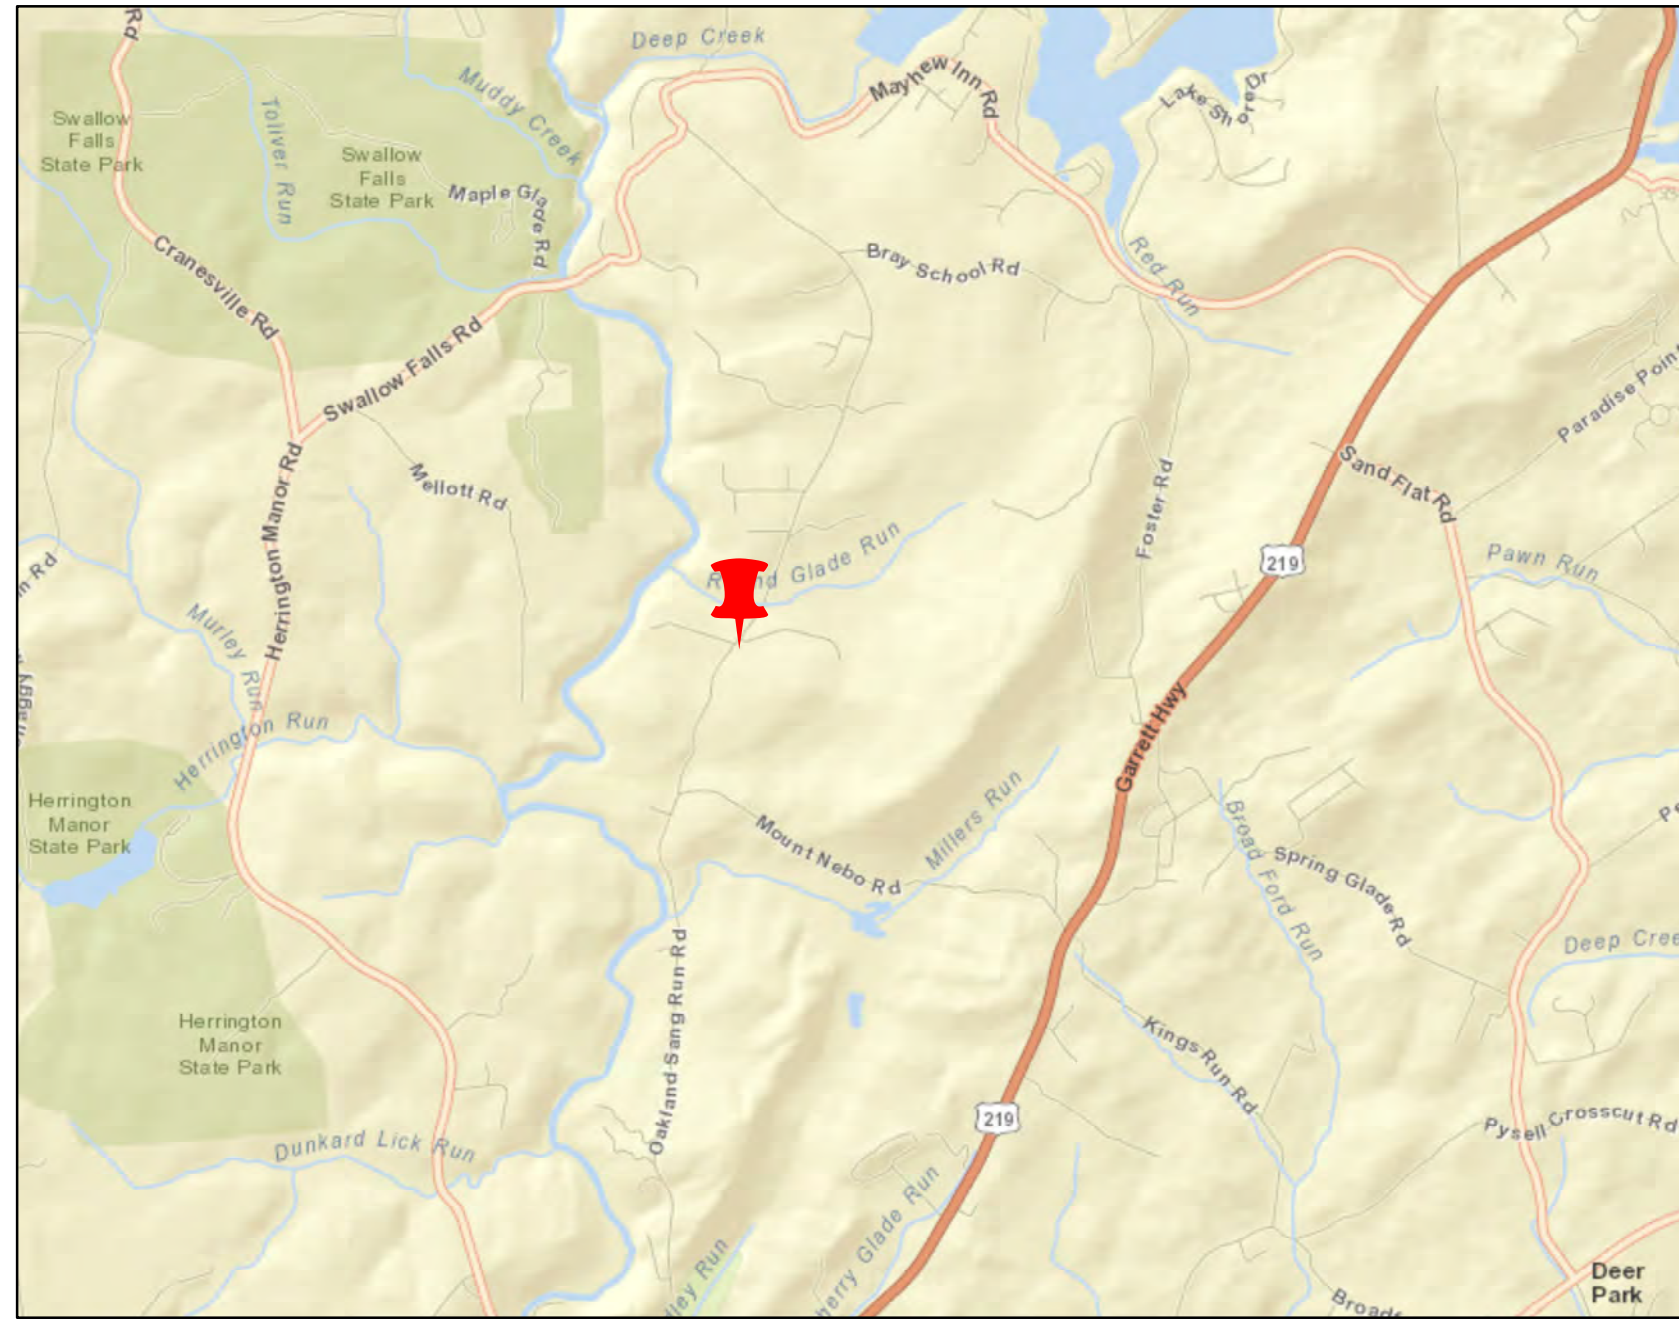 Rd
Deep Creek
Muddy Creek
Mayhew Inn Rd
Lake Shore Dr
Swallow
Falls
State Park
Toliver Run
Swallow
Falls
State Park
Maple Glade Rd
Cranesville Rd
Bray School Rd
Red Run
Swallow Falls Rd
Paradise Point
Herrington Manor Rd
Mellott Rd
Foster Rd
Sand Flat Rd
Glade Run
219
Pawn Run
Rd
Murley Run
Herrington Run
Garrett Hwy
Herrington
Manor
State Park
Mount Nebo Rd
Millers Run
Broad Ford Run
Spring Glade Rd
Deep Cree
Oakland Sang Run Rd
Herrington
Manor
State Park
Kings Run Rd
219
Pysell Crosscut Rd
Dunkard Lick Run
lley Run
herry Glade Run
Deer
Park
Broadf